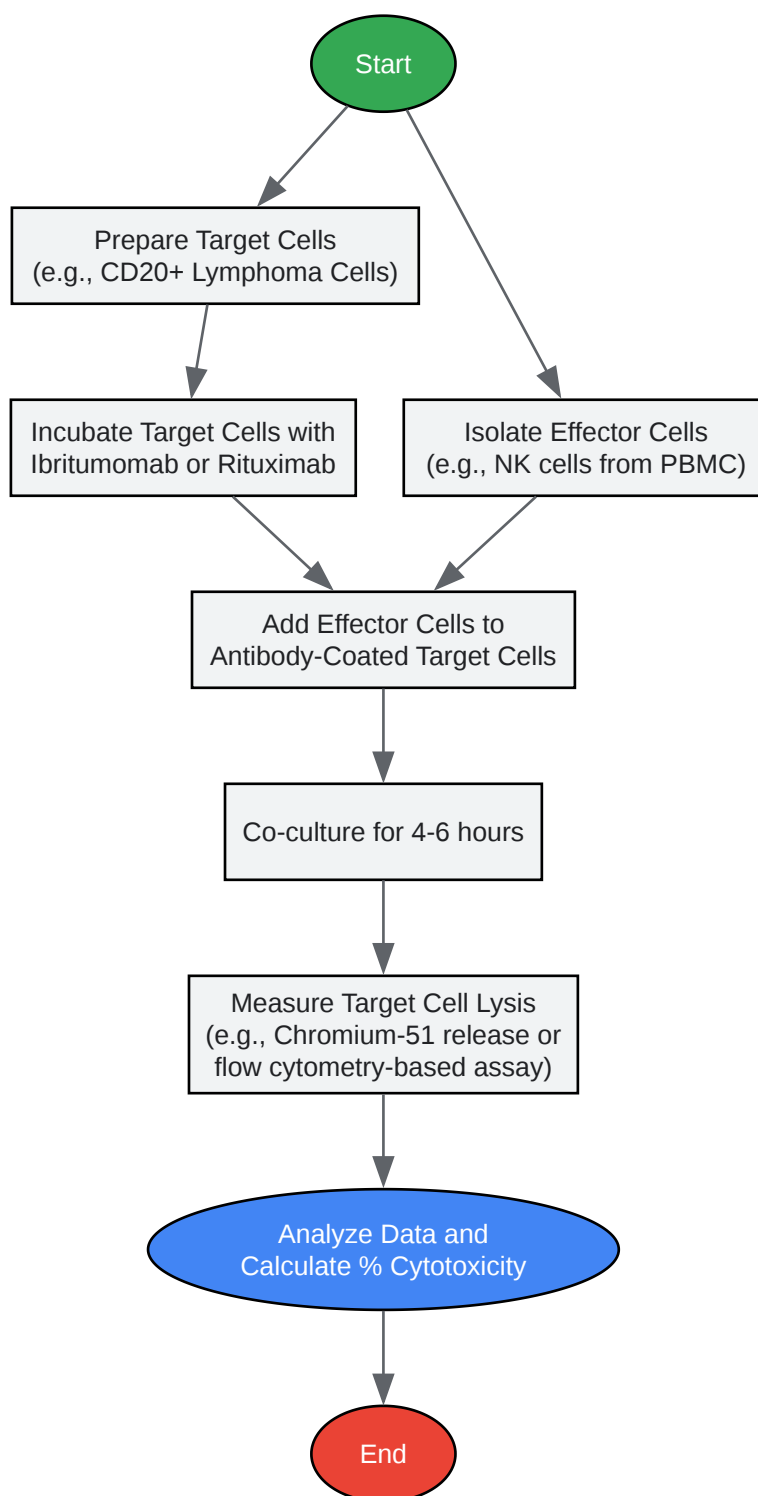 Start
Prepare Target Cells
(e.g., CD20+ Lymphoma Cells)
Incubate Target Cells with
Ibritumomab or Rituximab
Isolate Effector Cells
(e.g., NK cells from PBMC)
Add Effector Cells to
Antibody-Coated Target Cells
Co-culture for 4-6 hours
Measure Target Cell Lysis
(e.g., Chromium-51 release or
flow cytometry-based assay)
Analyze Data and
Calculate % Cytotoxicity
End